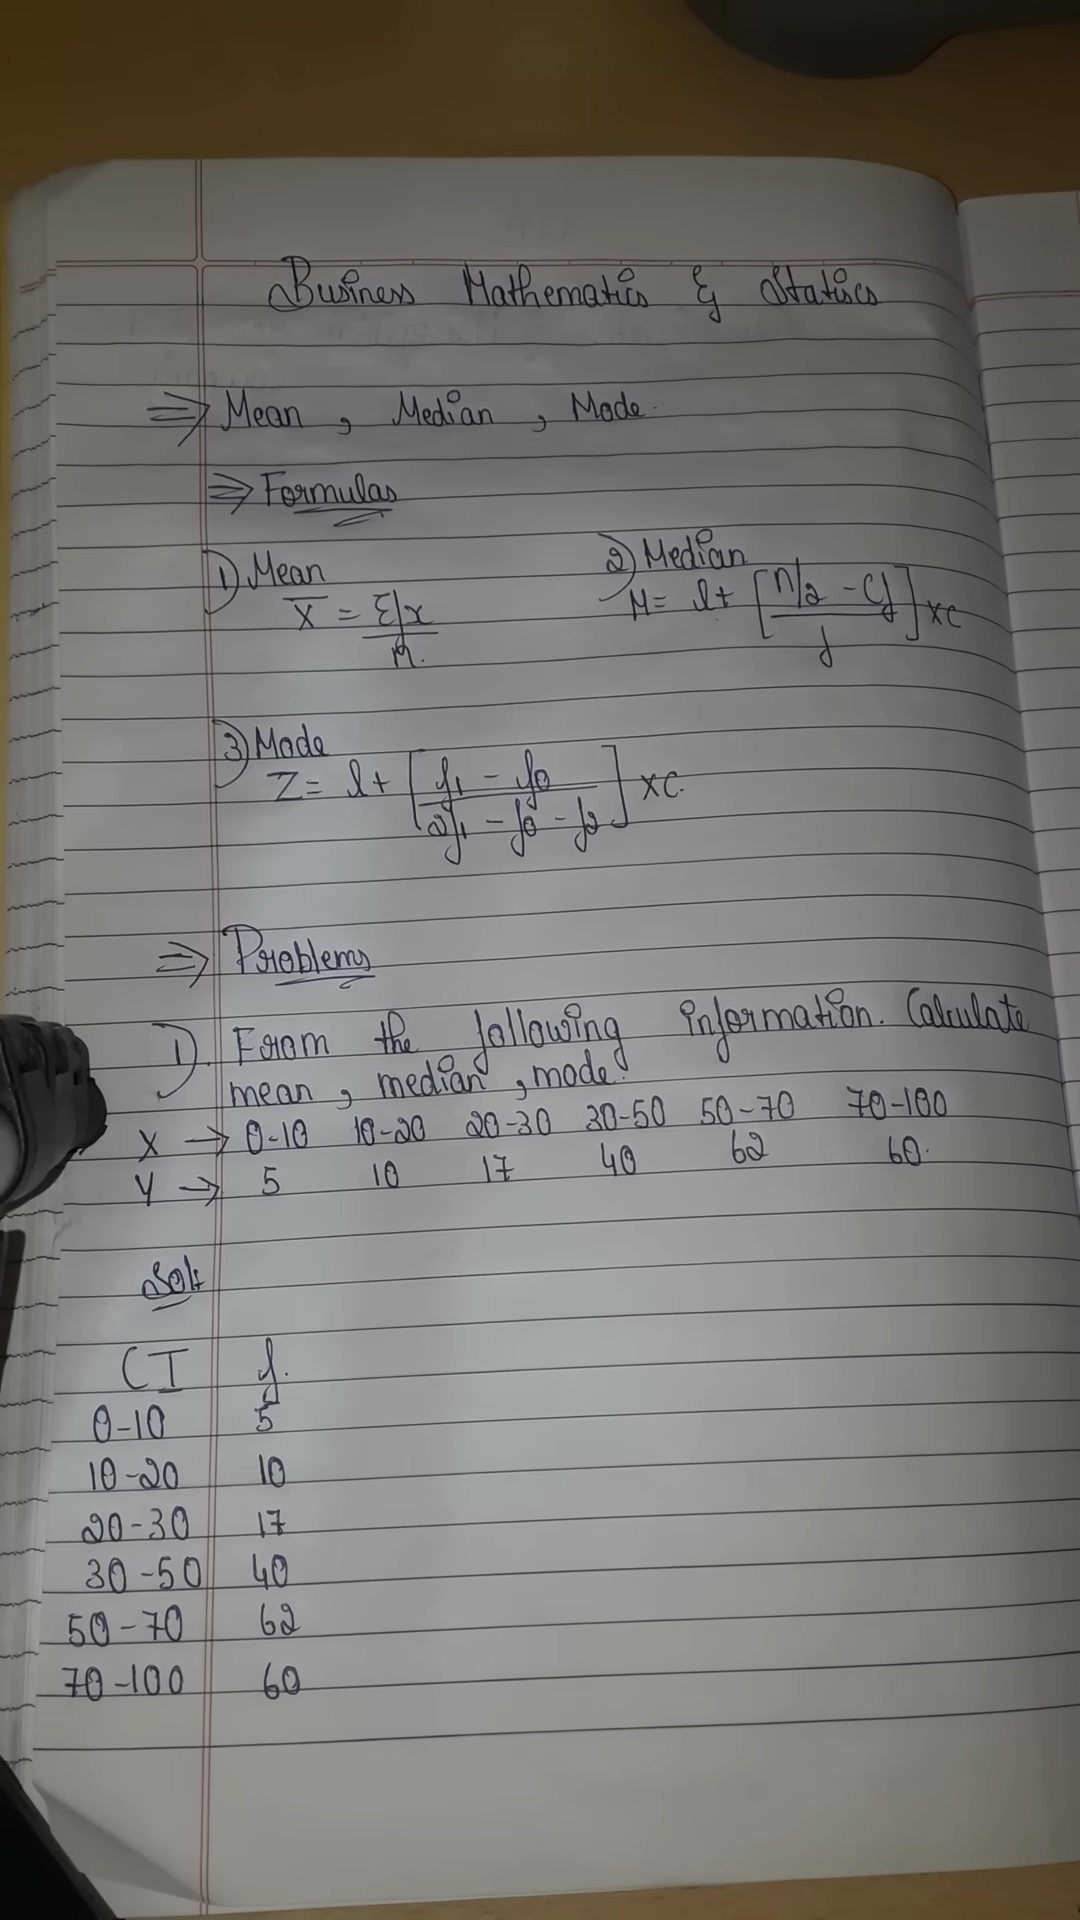 Business Mathematics & Statiscs
⇒ Mean, Median, Mode.
⇒ Formulas
1) Mean
X̄ = Σfx / n.
2) Median
M = l + [n/2 - cf / f] × c
3) Mode
Z = l + [f1 - f0 / 2f1 - f0 - f2] × c.
⇒ Problems
1). From the following information. Calculate
mean, median, mode.
X → 0-10 10-20 20-30 30-50 50-70 70-100
Y → 5 10 17 40 62 60.
Sol:
CI f.
0-10 5
10-20 10
20-30 17
30-50 40
50-70 62
70-100 60